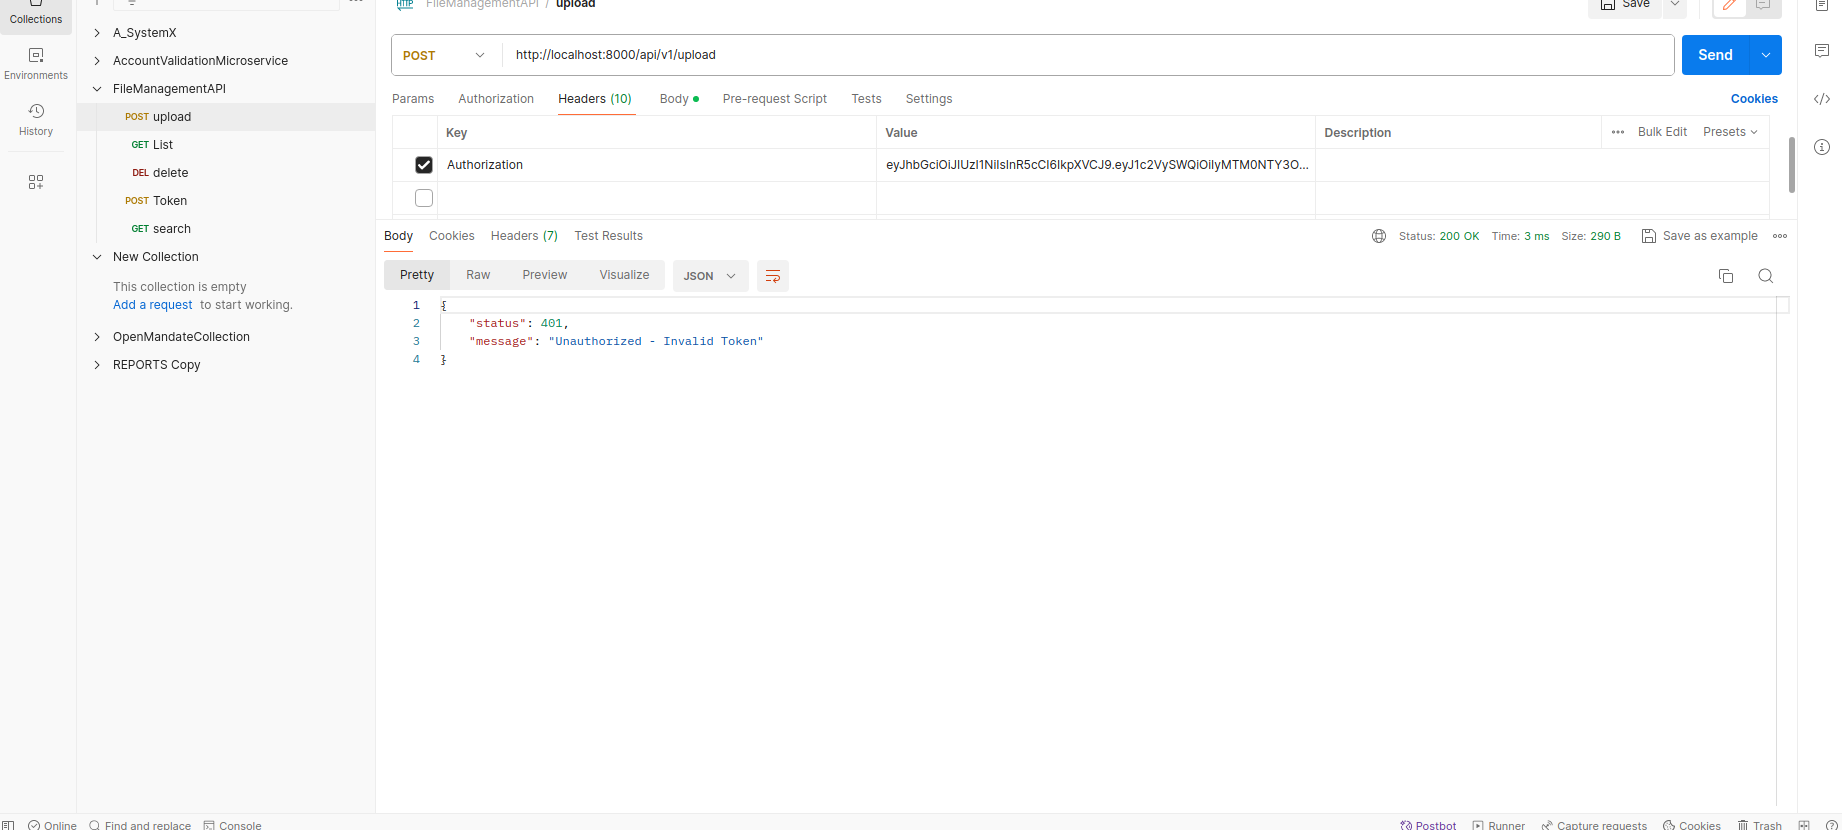 Collections
Environments
History
A_SystemX
AccountValidationMicroservice
FileManagementAPI
POST upload
GET List
DEL delete
POST Token
GET search
New Collection
This collection is empty
Add a request to start working.
OpenMandateCollection
REPORTS Copy
HTTP FileManagementAPI / upload
Save
POST http://localhost:8000/api/v1/upload
Send
Params Authorization Headers (10) Body Pre-request Script Tests Settings Cookies
Key Value Description Bulk Edit Presets
Authorization eyJhbGciOiJIUzI1NiIsInR5cCI6IkpXVCJ9.eyJ1c2VySWQiOiIyMTM0NTY3O...
Body Cookies Headers (7) Test Results Status: 200 OK Time: 3 ms Size: 290 B Save as example
Pretty Raw Preview Visualize JSON
1 {
2 "status": 401,
3 "message": "Unauthorized - Invalid Token"
4 }
Online Find and replace Console Postbot Runner Capture requests Cookies Trash